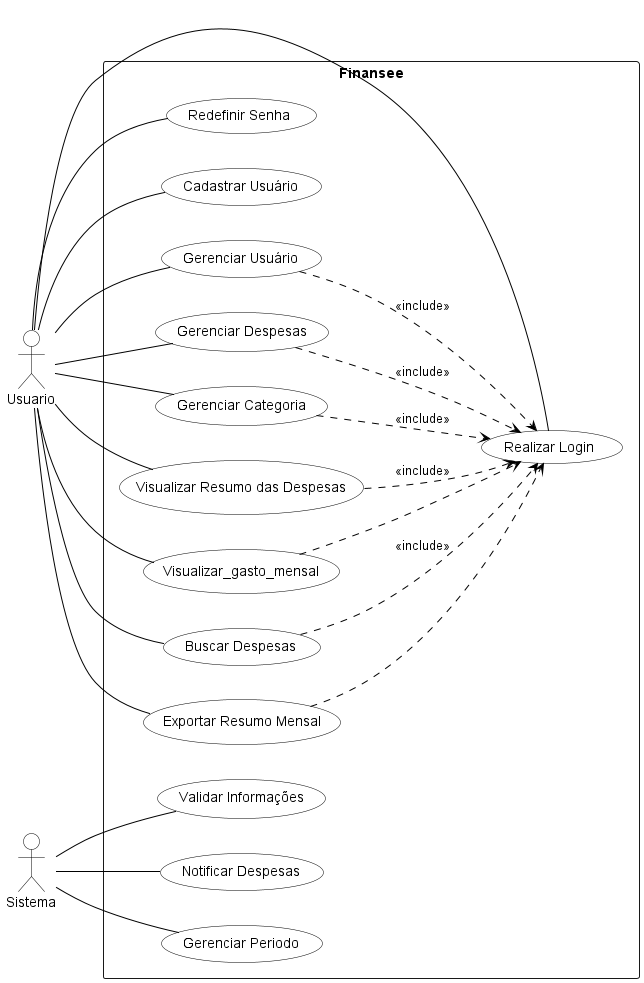 Finansee
Redefinir Senha
Cadastrar Usuário
Gerenciar Usuário
«include»
Gerenciar Despesas
«include»
Usuario
Gerenciar Categoria
«include»
Realizar Login
Visualizar Resumo das Despesas
«include»
Visualizar_gasto_mensal
«include»
Buscar Despesas
Exportar Resumo Mensal
Validar Informações
Notificar Despesas
Sistema
Gerenciar Periodo